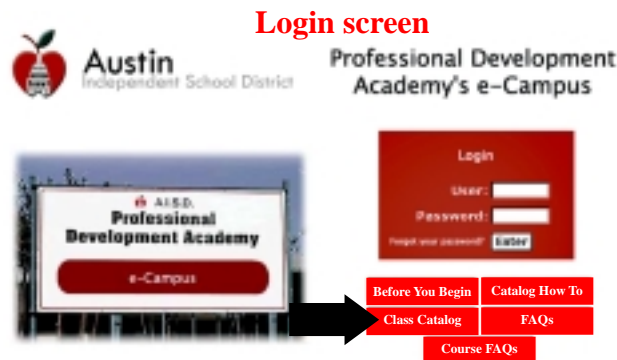 Login screen
Austin
Independent School District
Professional Development
Academy's e-Campus
A.I.S.D.
Professional
Development Academy
e-Campus
Login
User:
Password:
Forgot your password? Enter
Before You Begin
Catalog How To
Class Catalog
FAQs
Course FAQs